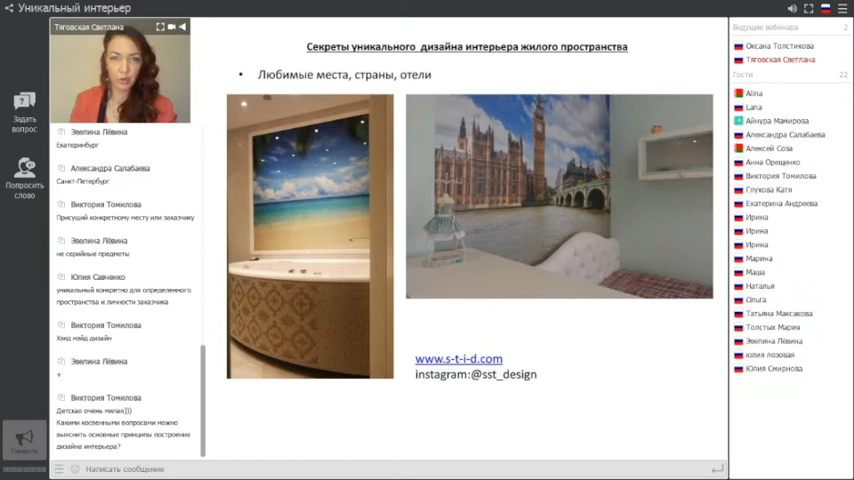 Уникальный интерьер
Тяговская Светлана
Задать
вопрос
Попросить
слово
Эвелина Лёвина
Екатеринбург
Александра Салабаева
Санкт-Петербург
Виктория Томилова
Присущий конкретному месту или заказчику
Эвелина Лёвина
не серийные предметы
Юлия Савченко
уникальный конкретно для определенного
пространства и личности заказчика
Виктория Томилова
Хэнд мэйд дизайн
Эвелина Лёвина
+
Виктория Томилова
Детская очень милая)))
Какими косвенными вопросами можно
выяснить основные принципы построения
дизайна интерьера?
Написать сообщение
Секреты уникального дизайна интерьера жилого пространства
• Любимые места, страны, отели
www.s-t-i-d.com
instagram:@sst_design
Ведущие вебинара 2
Оксана Толстикова
Тяговская Светлана
Гости 22
Alina
Lana
Айнура Мамирова
Александра Салабаева
Алексей Соза
Анна Орещенко
Виктория Томилова
Глухова Катя
Екатерина Андреева
Ирина
Ирина
Ирина
Марина
Маша
Наталья
Ольга
Татьяна Максакова
Толстых Мария
Эвелина Лёвина
юлия лозовая
Юлия Смирнова